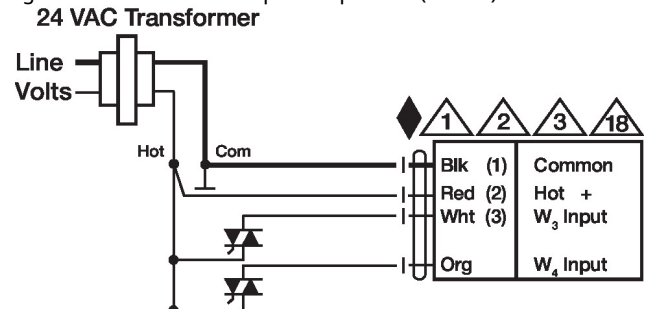 24 VAC Transformer
Line
Volts
Hot
Com
1 2 3 18
Blk (1) Common
Red (2) Hot +
Wht (3) W3 Input
Org W4 Input